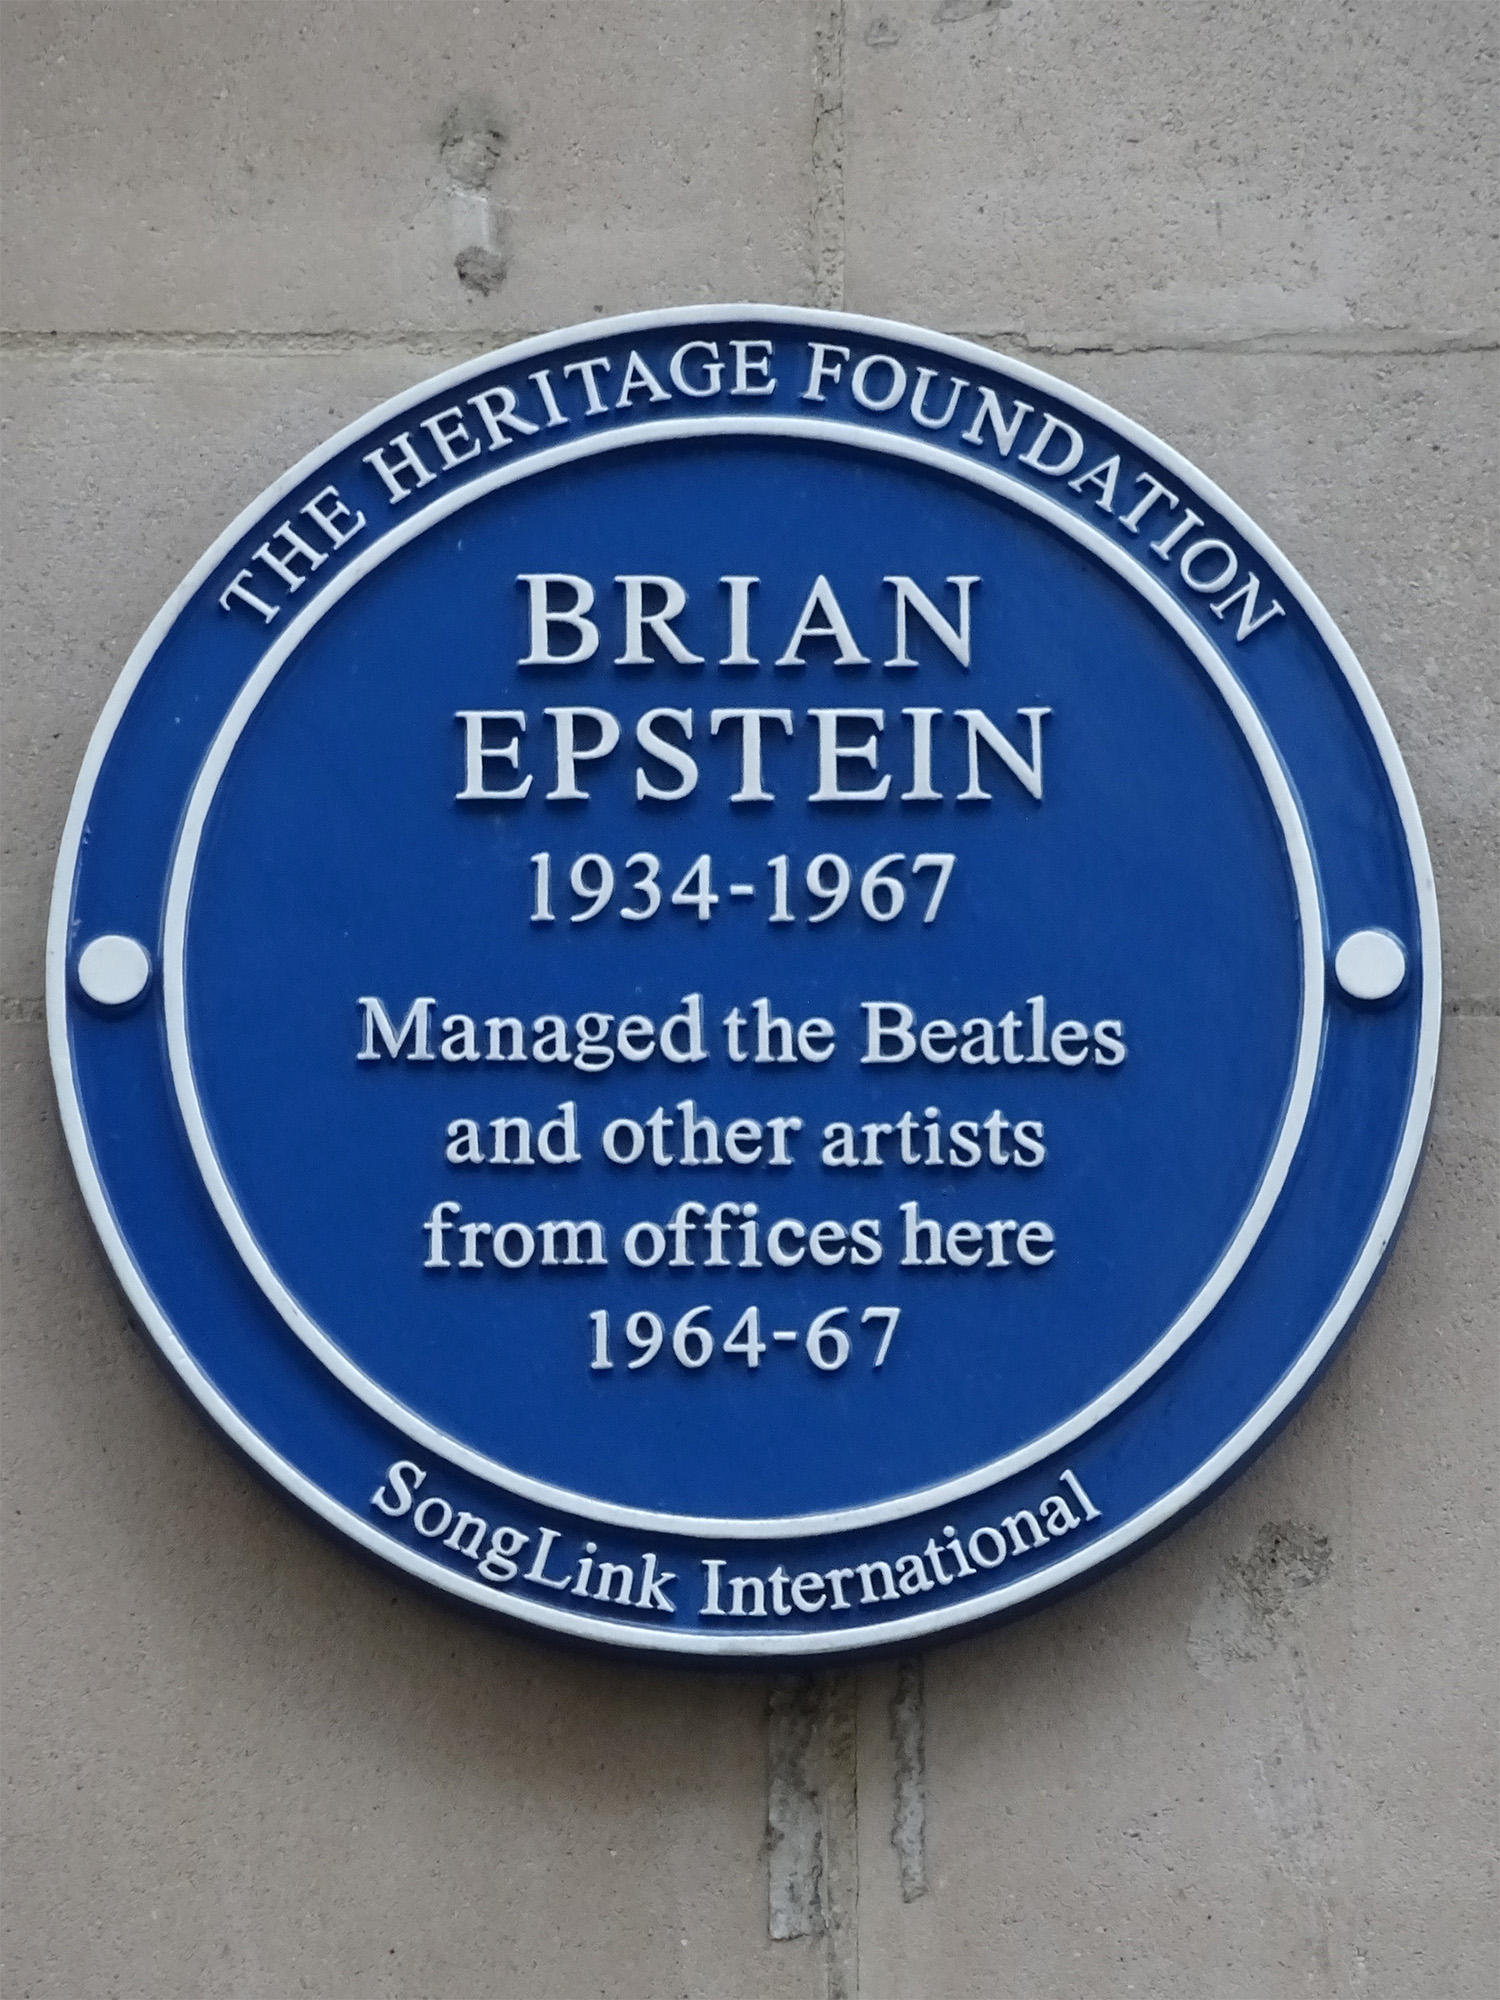 THE HERITAGE FOUNDATION
BRIAN
EPSTEIN
1934-1967
Managed the Beatles
and other artists
from offices here
1964-67
SongLink International